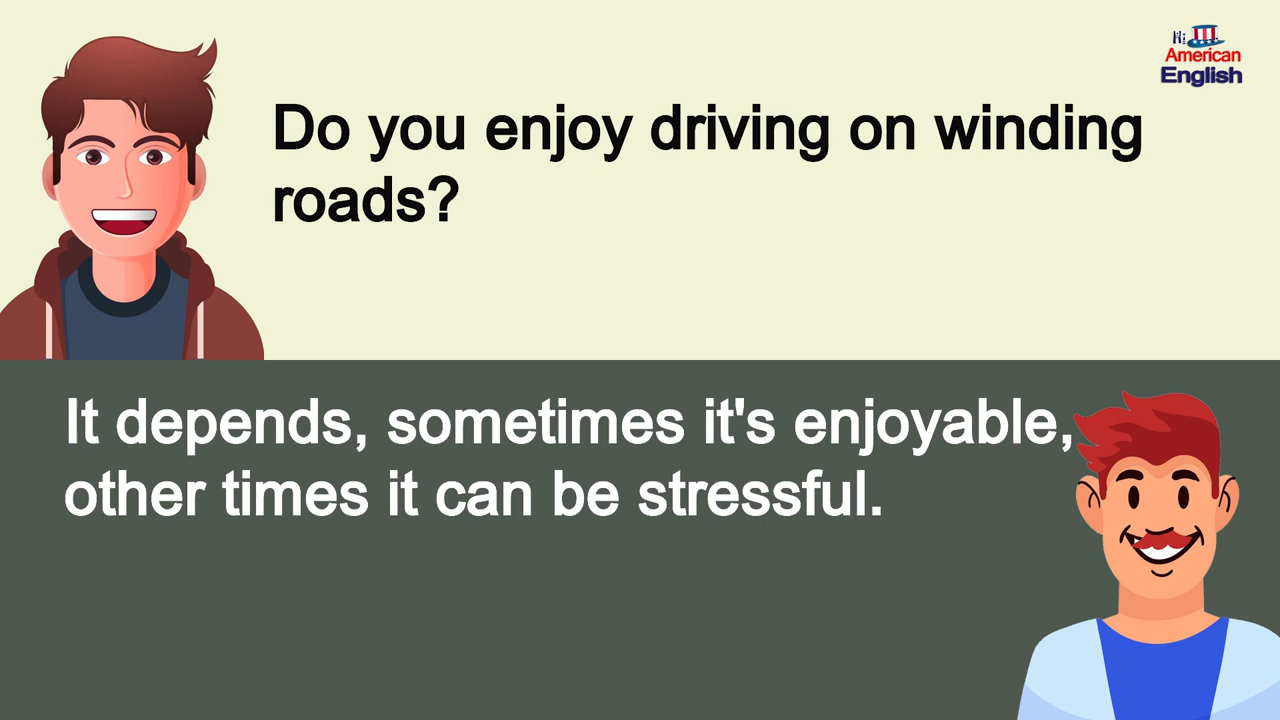 Hi
American
English
Do you enjoy driving on winding
roads?
It depends, sometimes it's enjoyable,
other times it can be stressful.